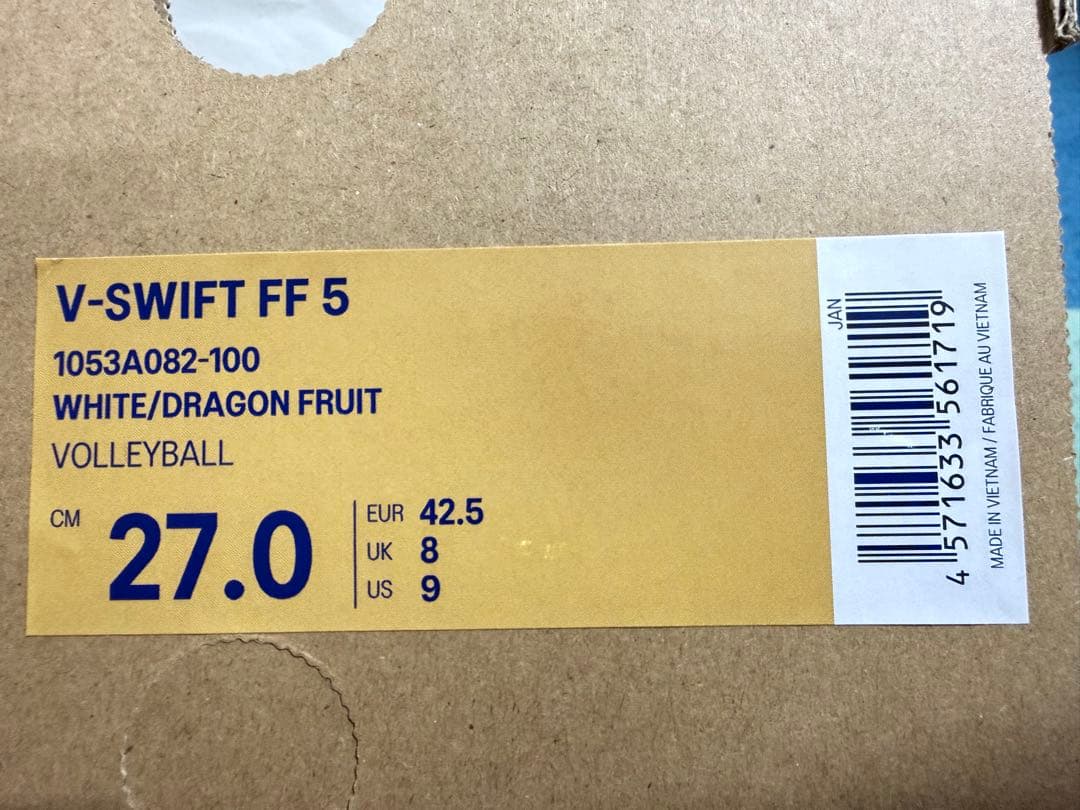 V-SWIFT FF 5
1053A082-100
WHITE/DRAGON FRUIT
VOLLEYBALL
CM 27.0
EUR 42.5
UK 8
US 9
JAN
4 571633 561719
MADE IN VIETNAM / FABRIQUE AU VIETNAM